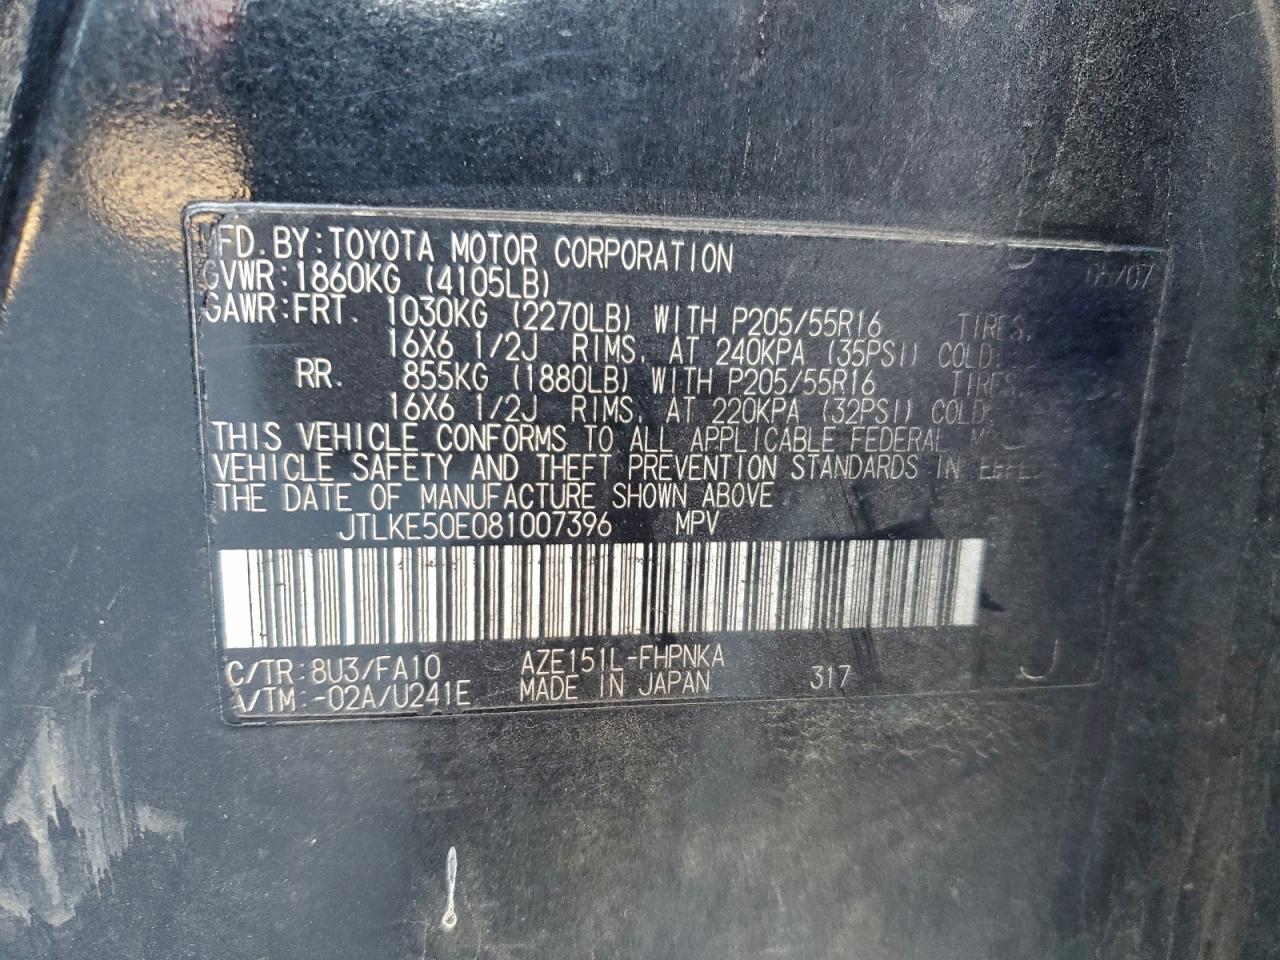 MFD. BY: TOYOTA MOTOR CORPORATION 05/07
GVWR: 1860KG (4105LB)
GAWR: FRT. 1030KG (2270LB) WITH P205/55R16 TIRES,
16X6 1/2J RIMS, AT 240KPA (35PSI) COLD:
RR. 855KG (1880LB) WITH P205/55R16 TIRES,
16X6 1/2J RIMS, AT 220KPA (32PSI) COLD
THIS VEHICLE CONFORMS TO ALL APPLICABLE FEDERAL
VEHICLE SAFETY AND THEFT PREVENTION STANDARDS IN EFFECT
THE DATE OF MANUFACTURE SHOWN ABOVE
JTLKE50E081007396 MPV
C/TR: 8U3/FA10 AZE151L-FHPNKA 317 J
A/TM: -02A/U241E MADE IN JAPAN